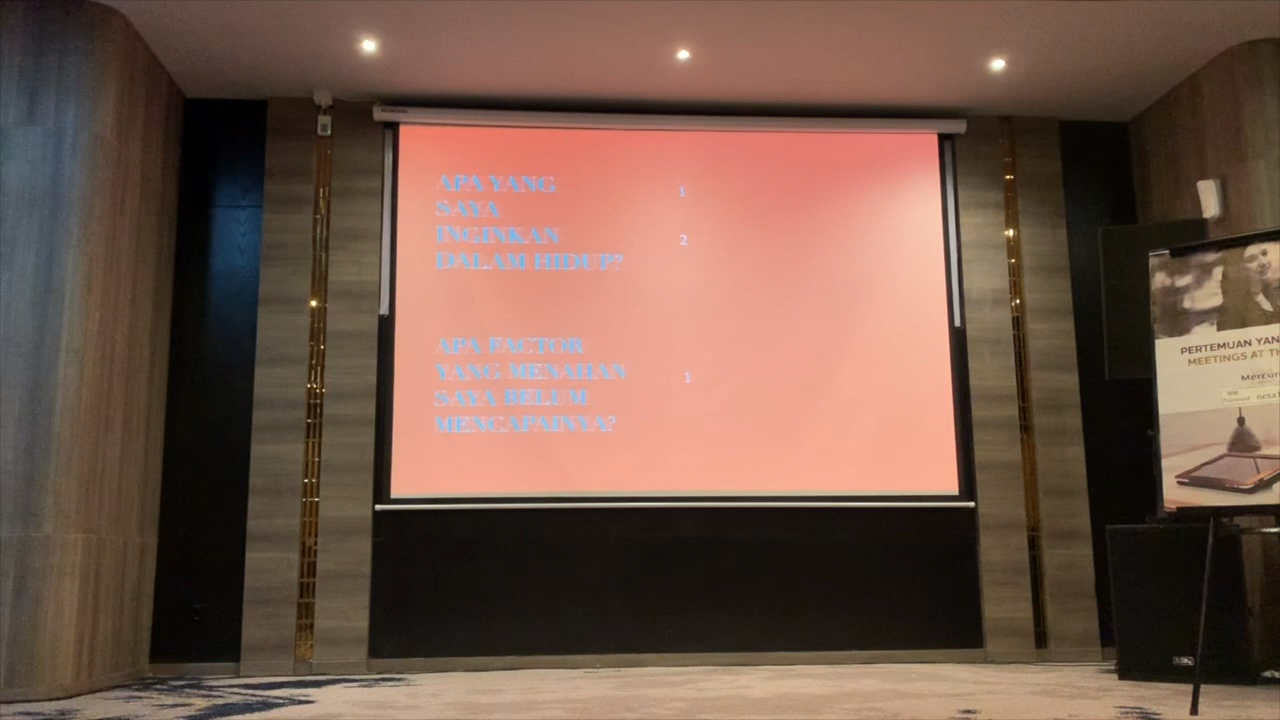 APA YANG
SAYA
INGINKAN
DALAM HIDUP?
1
2
APA FACTOR
YANG MENAHAN
SAYA BELUM
MENCAPAINYA?
1
PERTEMUAN YAN
MEETINGS AT TH
Mercur